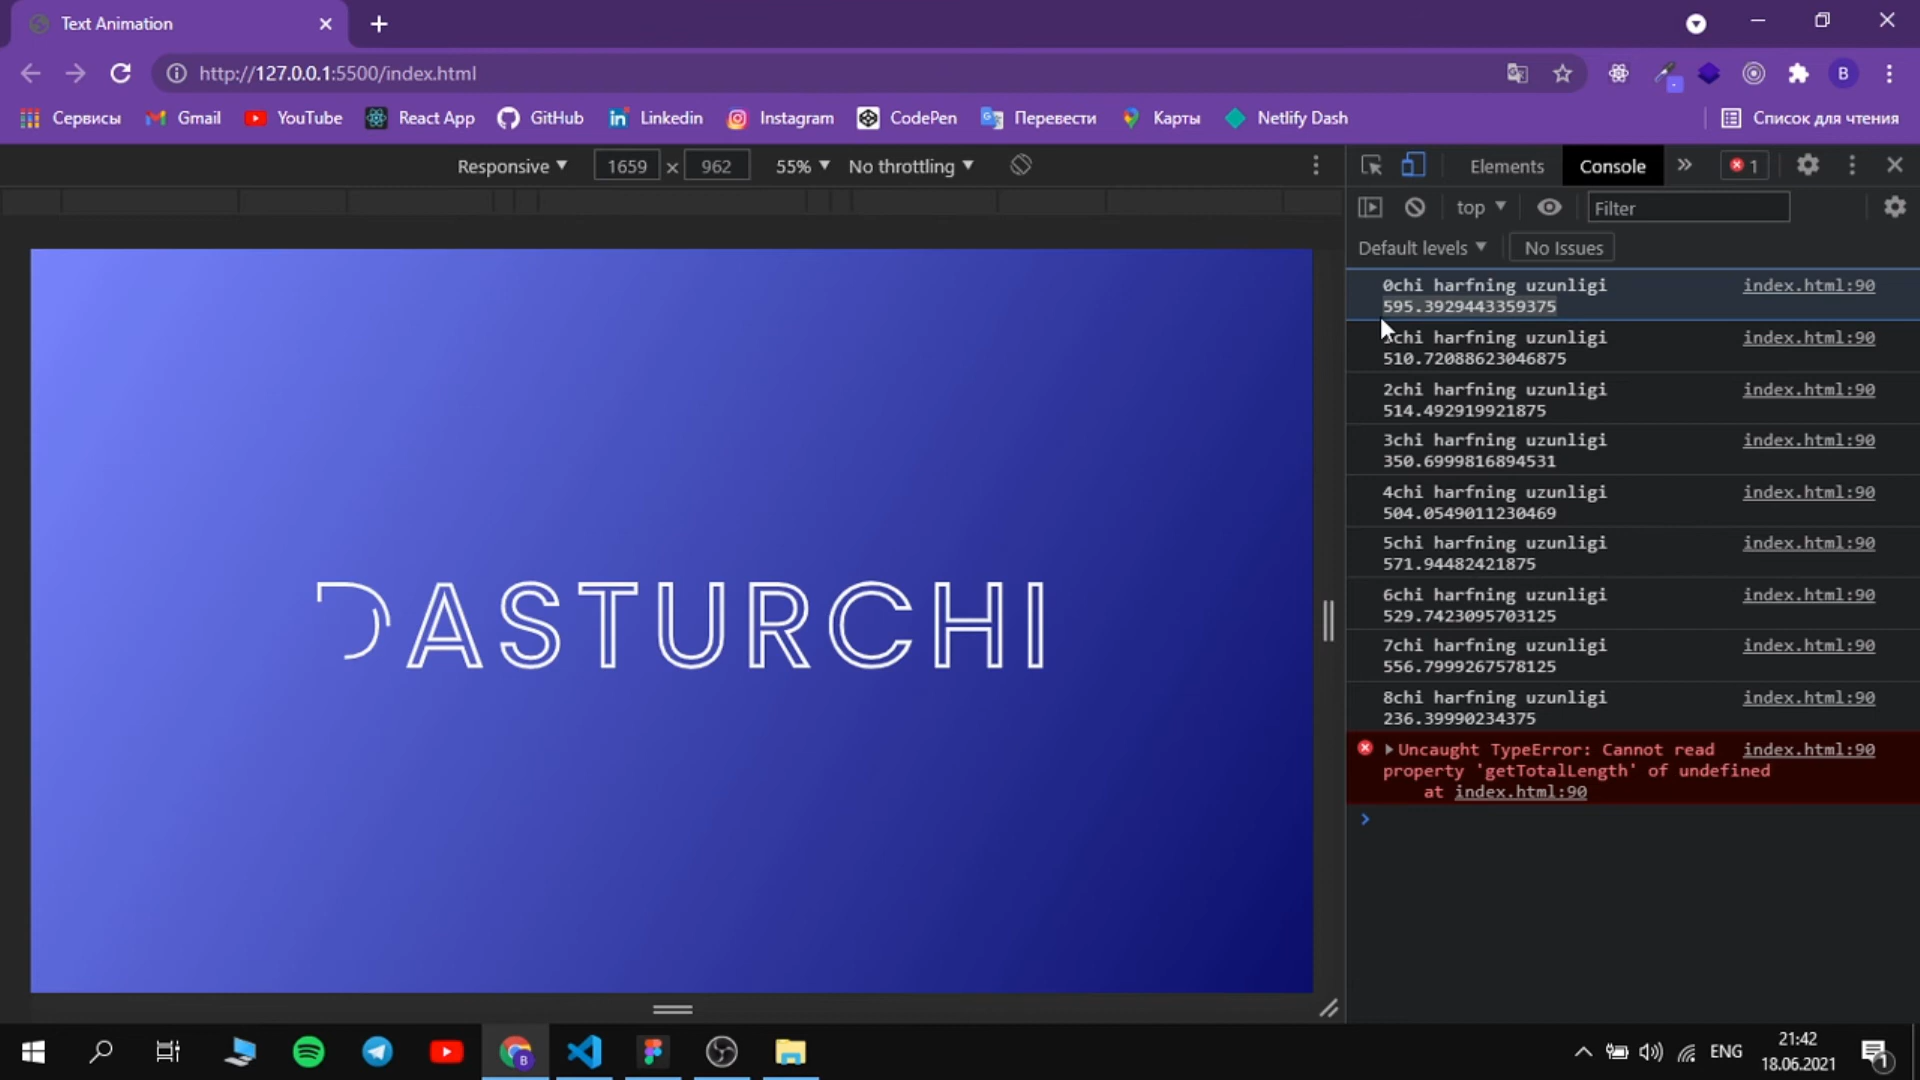 Text Animation
http://127.0.0.1:5500/index.html
B
Сервисы Gmail YouTube React App GitHub Linkedin Instagram CodePen Перевести Карты Netlify Dash Список для чтения
Responsive 1659 x 962 55% No throttling
Elements Console 1
top Filter
Default levels No Issues
0chi harfning uzunligi index.html:90
595.3929443359375
chi harfning uzunligi index.html:90
510.72088623046875
2chi harfning uzunligi index.html:90
514.492919921875
3chi harfning uzunligi index.html:90
350.6999816894531
4chi harfning uzunligi index.html:90
504.0549011230469
5chi harfning uzunligi index.html:90
571.94482421875
6chi harfning uzunligi index.html:90
529.7423095703125
7chi harfning uzunligi index.html:90
556.7999267578125
8chi harfning uzunligi index.html:90
236.39990234375
Uncaught TypeError: Cannot read index.html:90
property 'getTotalLength' of undefined
at index.html:90
DASTURCHI
B
ENG
21:42
18.06.2021
1